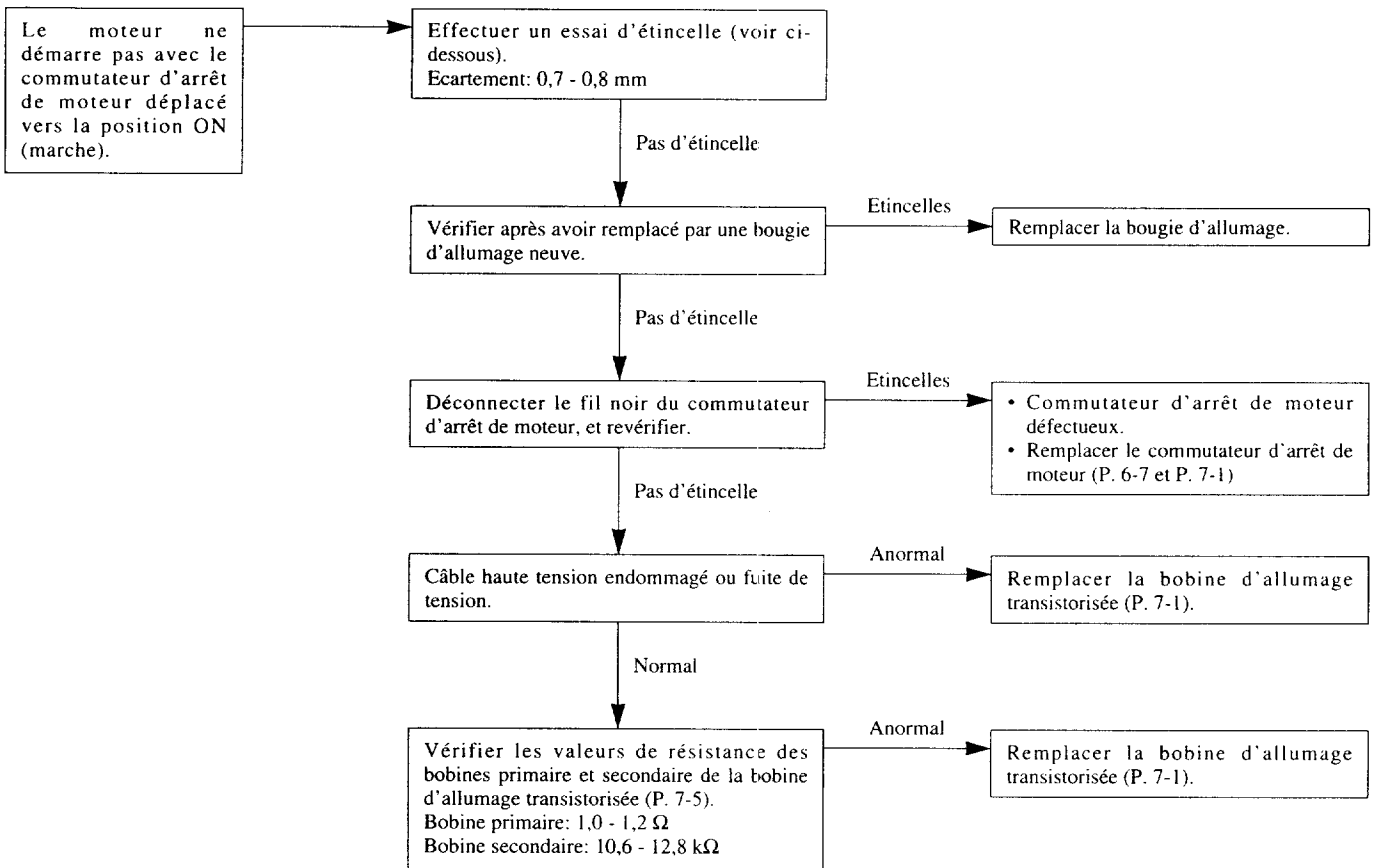 Le moteur ne
démarre pas avec le
commutateur d'arrêt
de moteur déplacé
vers la position ON
(marche).
Effectuer un essai d'étincelle (voir ci-
dessous).
Ecartement: 0,7 - 0,8 mm
Pas d'étincelle
Vérifier après avoir remplacé par une bougie
d'allumage neuve.
Etincelles
Remplacer la bougie d'allumage.
Pas d'étincelle
Déconnecter le fil noir du commutateur
d'arrêt de moteur, et revérifier.
Etincelles
• Commutateur d'arrêt de moteur
défectueux.
• Remplacer le commutateur d'arrêt de
moteur (P. 6-7 et P. 7-1)
Pas d'étincelle
Câble haute tension endommagé ou fuite de
tension.
Anormal
Remplacer la bobine d'allumage
transistorisée (P. 7-1).
Normal
Vérifier les valeurs de résistance des
bobines primaire et secondaire de la bobine
d'allumage transistorisée (P. 7-5).
Bobine primaire: 1,0 - 1,2 Ω
Bobine secondaire: 10,6 - 12,8 kΩ
Anormal
Remplacer la bobine d'allumage
transistorisée (P. 7-1).